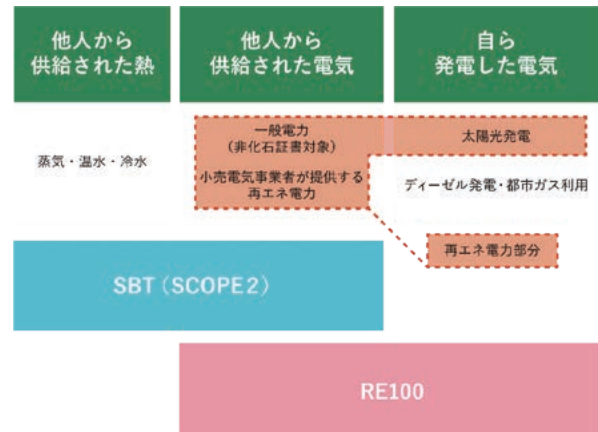 他人から
供給された熱
他人から
供給された電気
自ら
発電した電気
蒸気・温水・冷水
一般電力
(非化石証書対象)
小売電気事業者が提供する
再エネ電力
太陽光発電
ディーゼル発電・都市ガス利用
再エネ電力部分
SBT(SCOPE2)
RE100